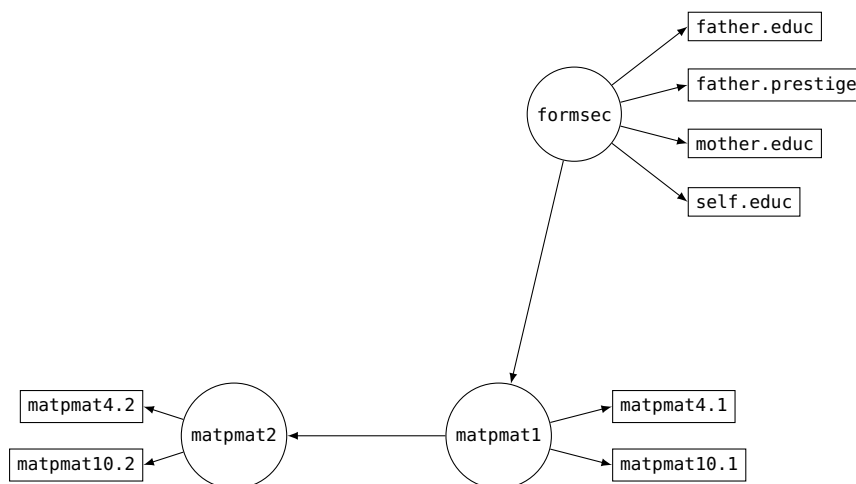 father.educ
father.prestige
formsec
mother.educ
self.educ
matpmat4.2
matpmat2
matpmat10.2
matpmat1
matpmat4.1
matpmat10.1